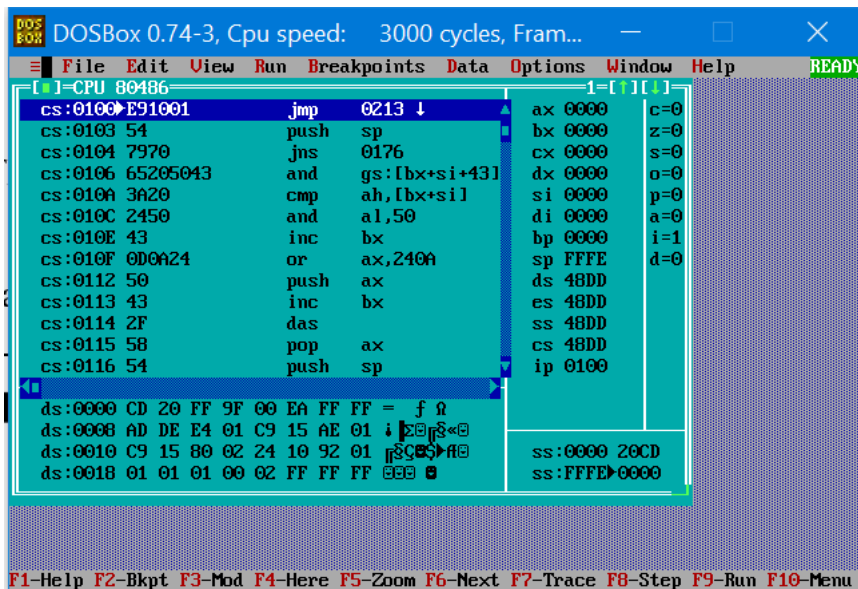 DOSBox 0.74-3, Cpu speed: 3000 cycles, Fram...
≡ File Edit View Run Breakpoints Data Options Window Help READY
[■]=CPU 80486 1=[↑][↓]
cs:0100►E91001 jmp 0213 ↓ ax 0000 c=0
cs:0103 54 push sp bx 0000 z=0
cs:0104 7970 jns 0176 cx 0000 s=0
cs:0106 65205043 and gs:[bx+si+43] dx 0000 o=0
cs:010A 3A20 cmp ah,[bx+si] si 0000 p=0
cs:010C 2450 and al,50 di 0000 a=0
cs:010E 43 inc bx bp 0000 i=1
cs:010F 0D0A24 or ax,240A sp FFFE d=0
cs:0112 50 push ax ds 48DD
cs:0113 43 inc bx es 48DD
cs:0114 2F das ss 48DD
cs:0115 58 pop ax cs 48DD
cs:0116 54 push sp ip 0100
ds:0000 CD 20 FF 9F 00 EA FF FF = ƒ Ω
ds:0008 AD DE E4 01 C9 15 AE 01
ds:0010 C9 15 80 02 24 10 92 01 ss:0000 20CD
ds:0018 01 01 01 00 02 FF FF FF ss:FFFE►0000
F1-Help F2-Bkpt F3-Mod F4-Here F5-Zoom F6-Next F7-Trace F8-Step F9-Run F10-Menu